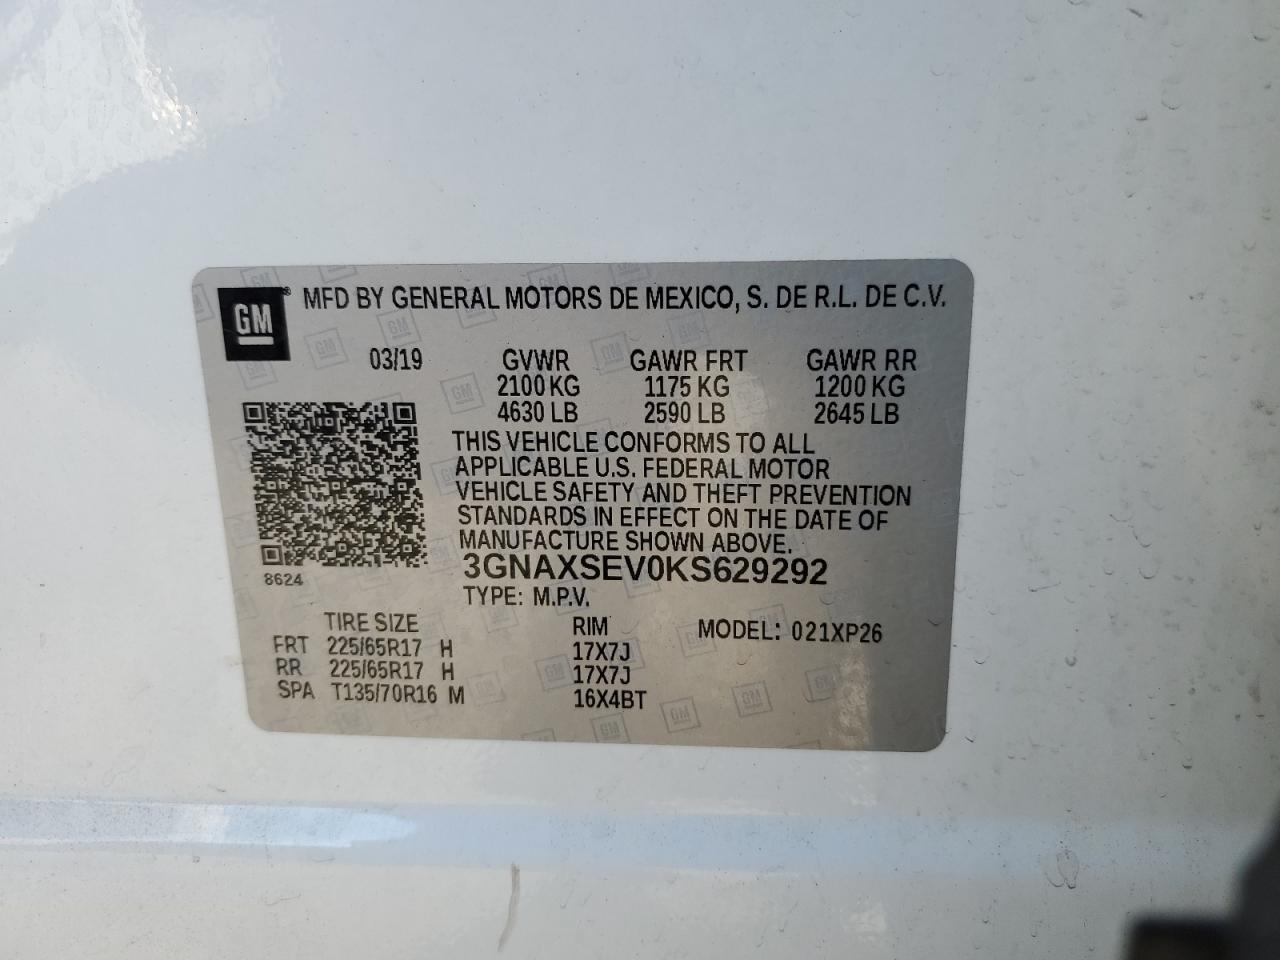 GM® MFD BY GENERAL MOTORS DE MEXICO, S. DE R.L. DE C.V.
03/19 GVWR GAWR FRT GAWR RR
2100 KG 1175 KG 1200 KG
4630 LB 2590 LB 2645 LB
THIS VEHICLE CONFORMS TO ALL
APPLICABLE U.S. FEDERAL MOTOR
VEHICLE SAFETY AND THEFT PREVENTION
STANDARDS IN EFFECT ON THE DATE OF
MANUFACTURE SHOWN ABOVE.
3GNAXSEV0KS629292
8624
TYPE: M.P.V.
TIRE SIZE RIM MODEL: 021XP26
FRT 225/65R17 H 17X7J
RR 225/65R17 H 17X7J
SPA T135/70R16 M 16X4BT